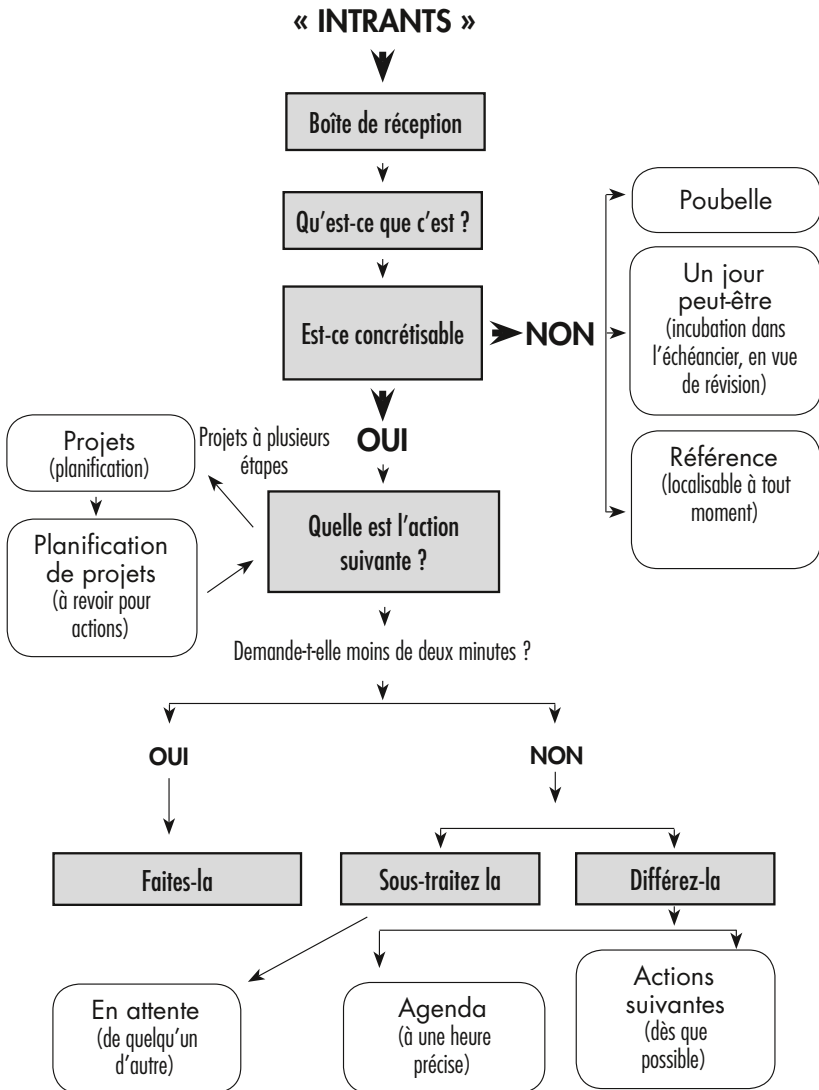 « INTRANTS »
Boîte de réception
Qu'est-ce que c'est ?
Est-ce concrétisable
NON
Poubelle
Un jour
peut-être
(incubation dans
l'échéancier, en vue
de révision)
Référence
(localisable à tout
moment)
OUI
Projets à plusieurs
étapes
Projets
(planification)
Planification
de projets
(à revoir pour
actions)
Quelle est l'action
suivante ?
Demande-t-elle moins de deux minutes ?
OUI
NON
Faites-la
Sous-traitez la
Différez-la
En attente
(de quelqu'un
d'autre)
Agenda
(à une heure
précise)
Actions
suivantes
(dès que
possible)